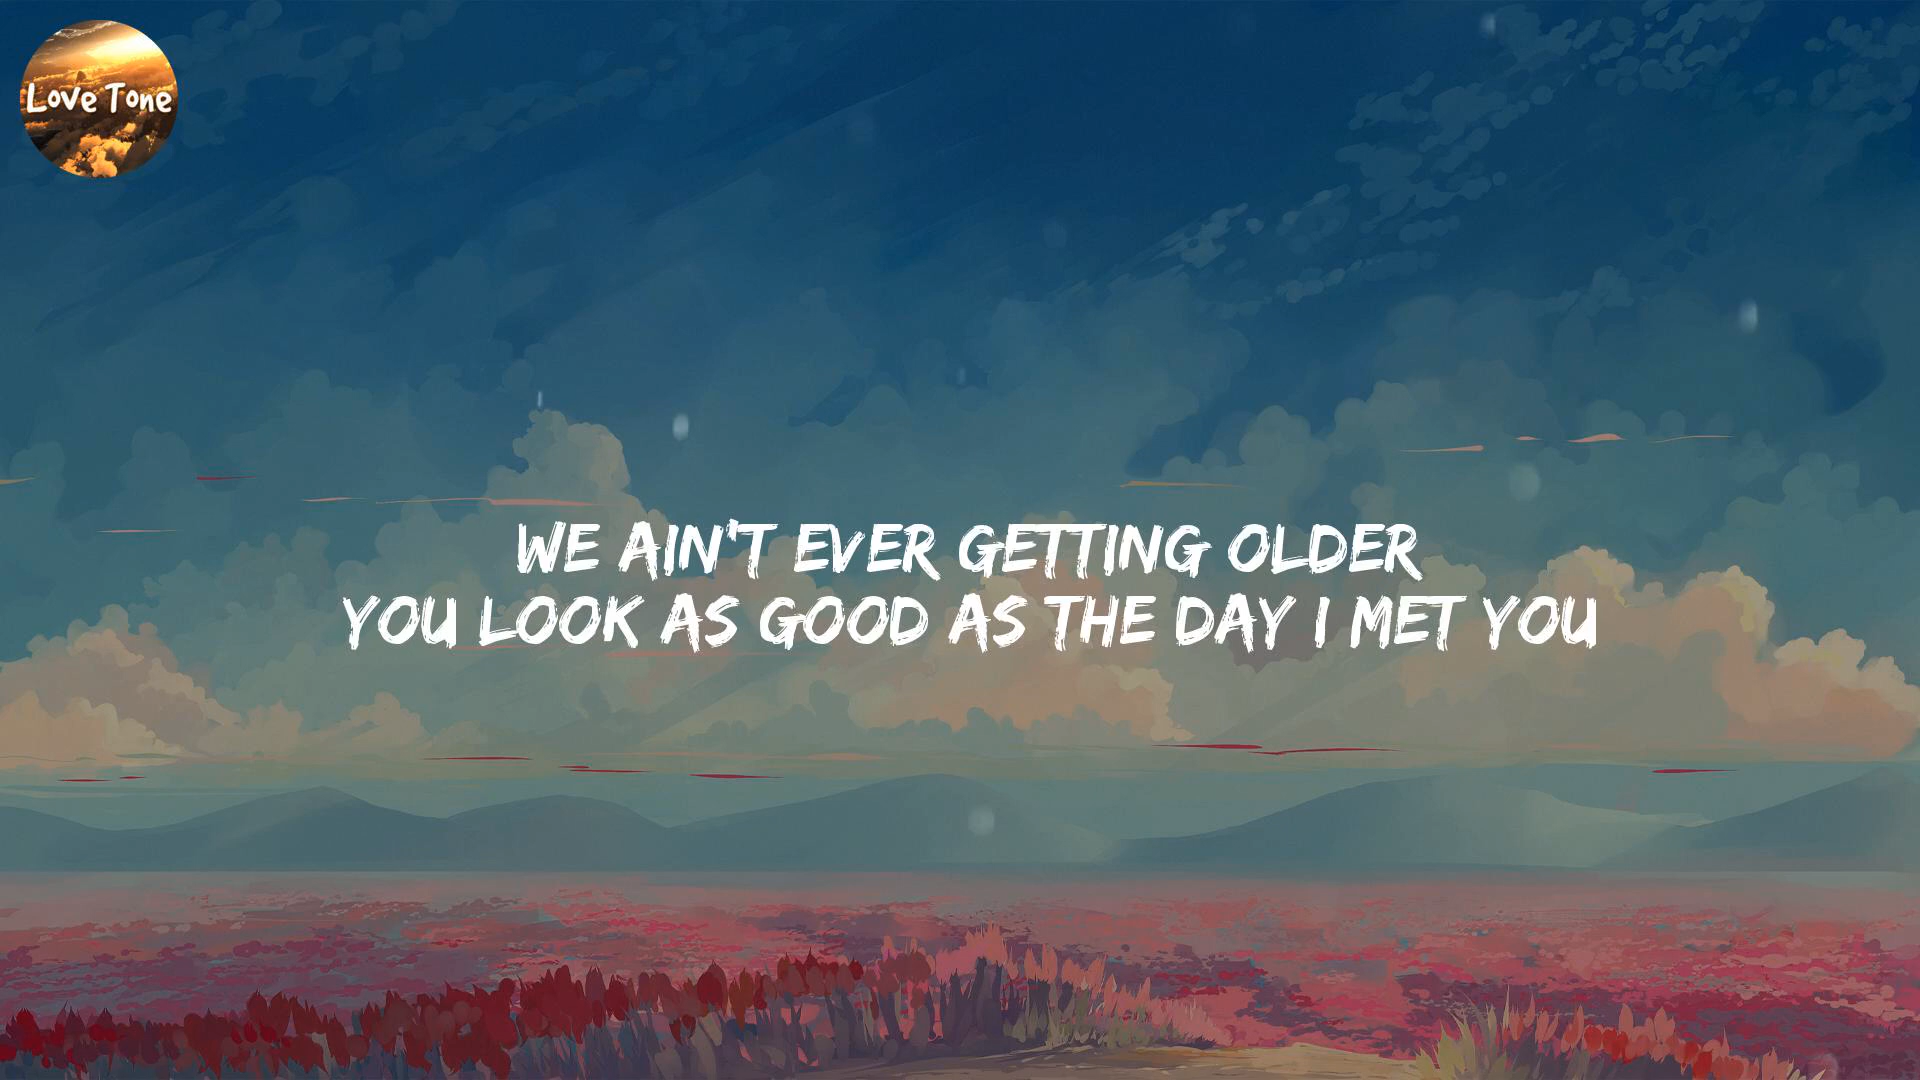 Love Tone
WE AIN'T EVER GETTING OLDER
YOU LOOK AS GOOD AS THE DAY I MET YOU